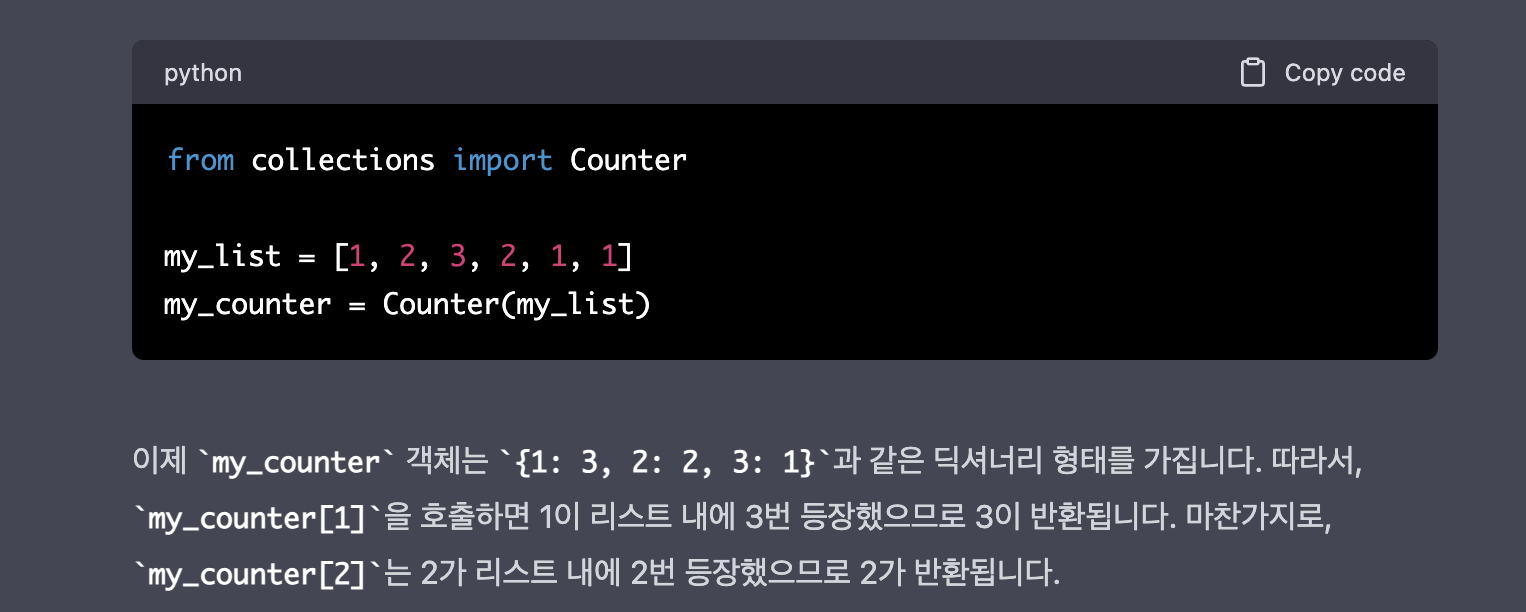 python
Copy code
from collections import Counter
my_list = [1, 2, 3, 2, 1, 1]
my_counter = Counter(my_list)
이제 `my_counter` 객체는 `{1: 3, 2: 2, 3: 1}`과 같은 딕셔너리 형태를 가집니다. 따라서,
`my_counter[1]`을 호출하면 1이 리스트 내에 3번 등장했으므로 3이 반환됩니다. 마찬가지로,
`my_counter[2]`는 2가 리스트 내에 2번 등장했으므로 2가 반환됩니다.